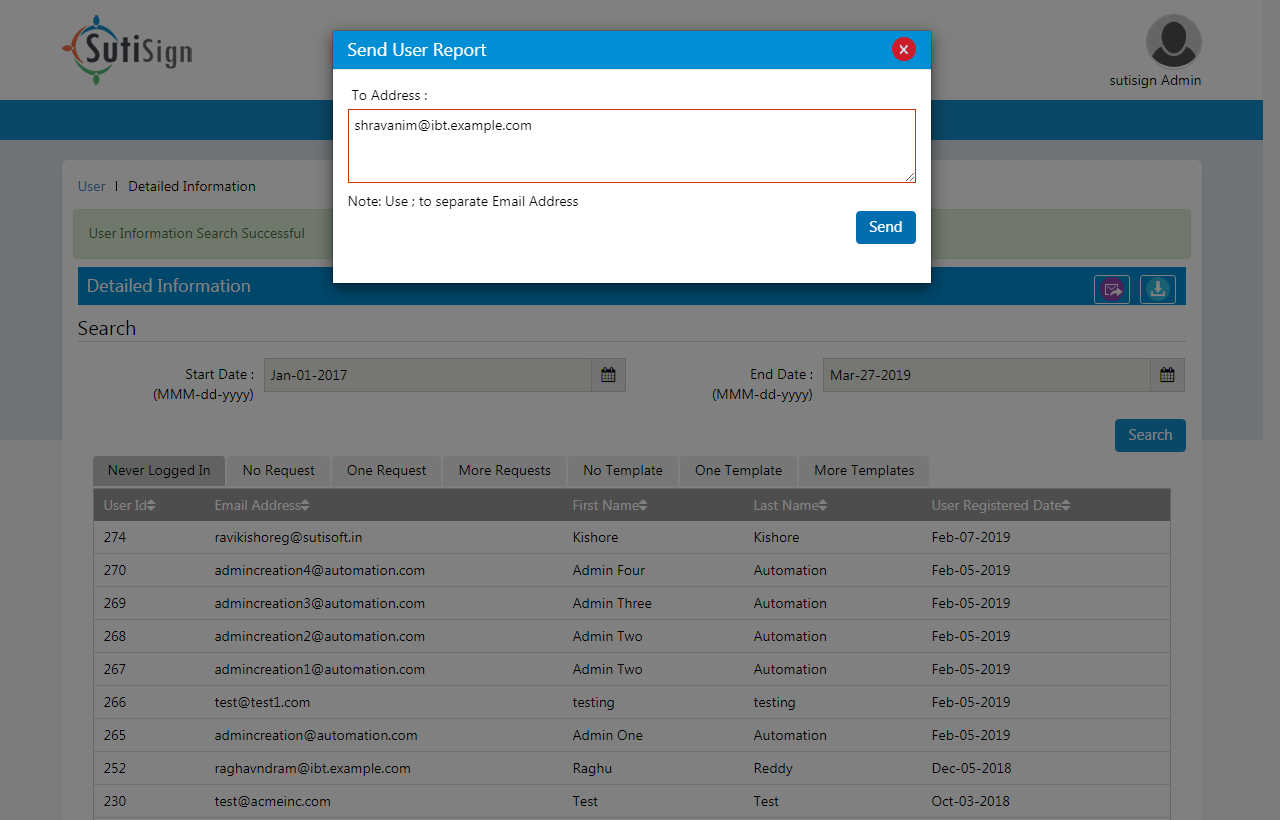 SutiSign
sutisign Admin
Send User Report
To Address :
shravanim@ibt.example.com
Note: Use ; to separate Email Address
Send
User | Detailed Information
User Information Search Successful
Detailed Information
Search
Start Date : Jan-01-2017 End Date : Mar-27-2019
(MMM-dd-yyyy) (MMM-dd-yyyy)
Search
Never Logged In No Request One Request More Requests No Template One Template More Templates
User Id Email Address First Name Last Name User Registered Date
274 ravikishoreg@sutisoft.in Kishore Kishore Feb-07-2019
270 admincreation4@automation.com Admin Four Automation Feb-05-2019
269 admincreation3@automation.com Admin Three Automation Feb-05-2019
268 admincreation2@automation.com Admin Two Automation Feb-05-2019
267 admincreation1@automation.com Admin Two Automation Feb-05-2019
266 test@test1.com testing testing Feb-05-2019
265 admincreation@automation.com Admin One Automation Feb-05-2019
252 raghavndram@ibt.example.com Raghu Reddy Dec-05-2018
230 test@acmeinc.com Test Test Oct-03-2018